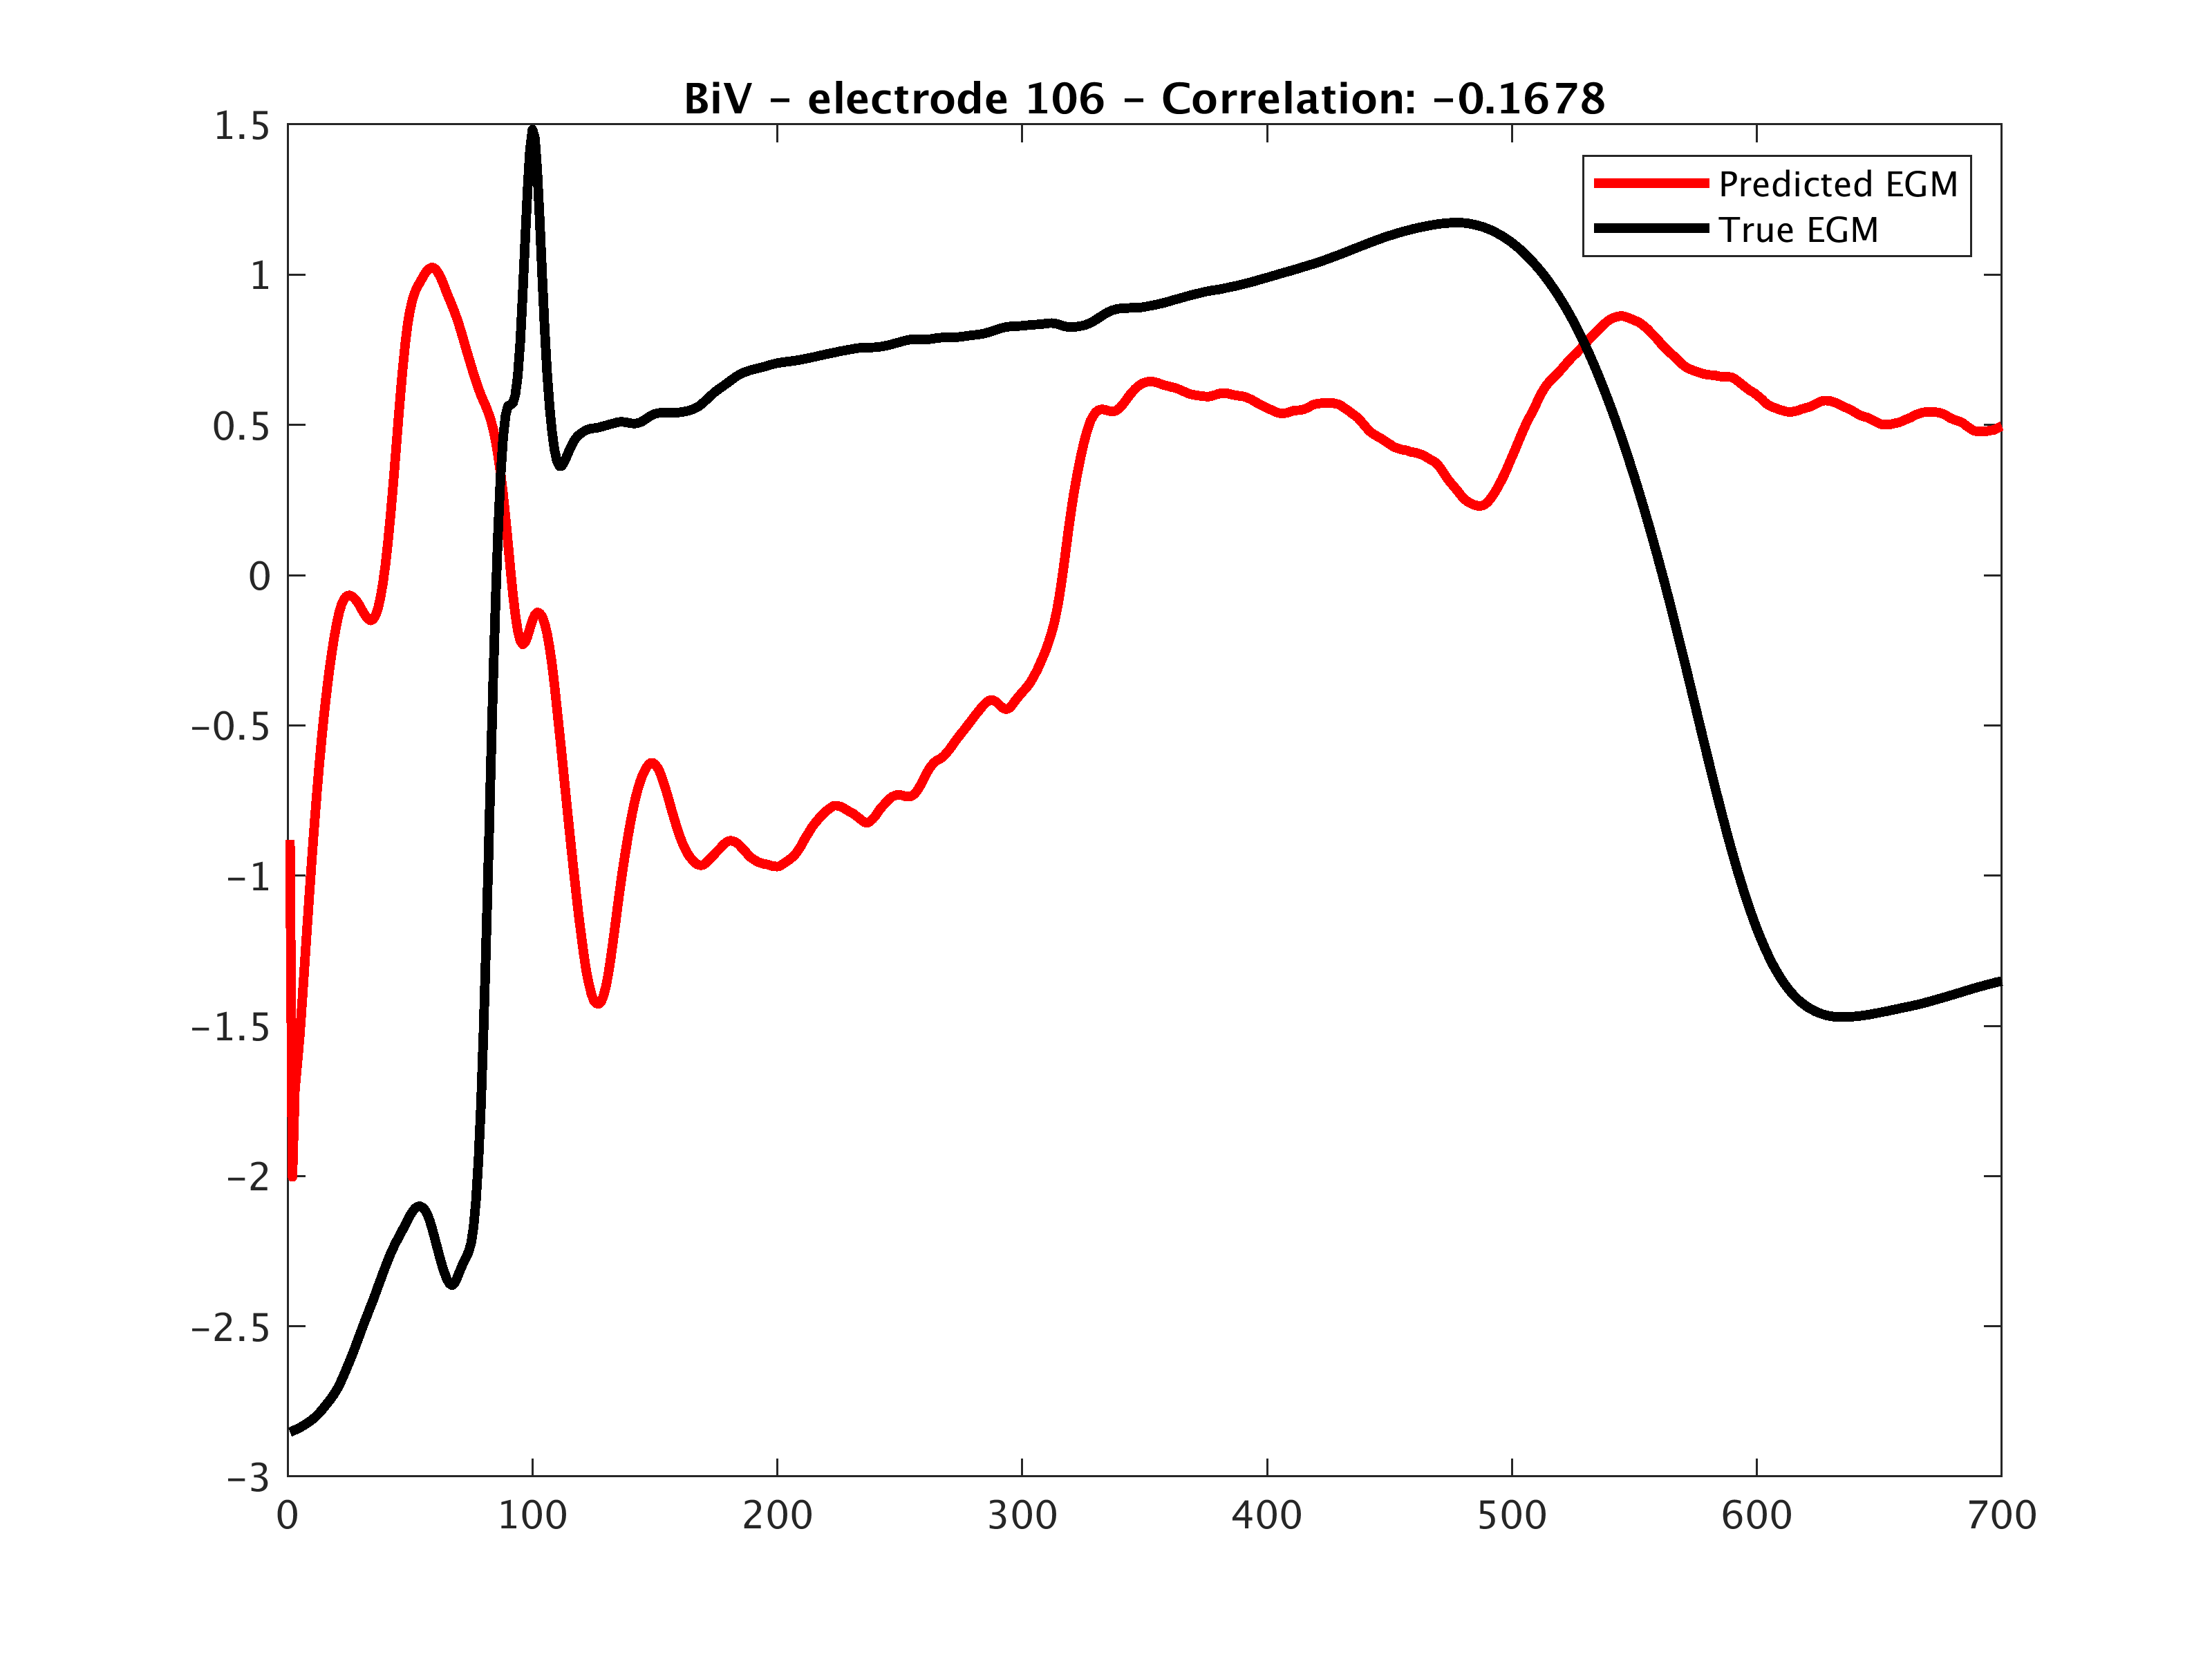 BiV – electrode 106 – Correlation: –0.1678
1.5
1
0.5
0
–0.5
–1
–1.5
–2
–2.5
–3
0 100 200 300 400 500 600 700
Predicted EGM
True EGM